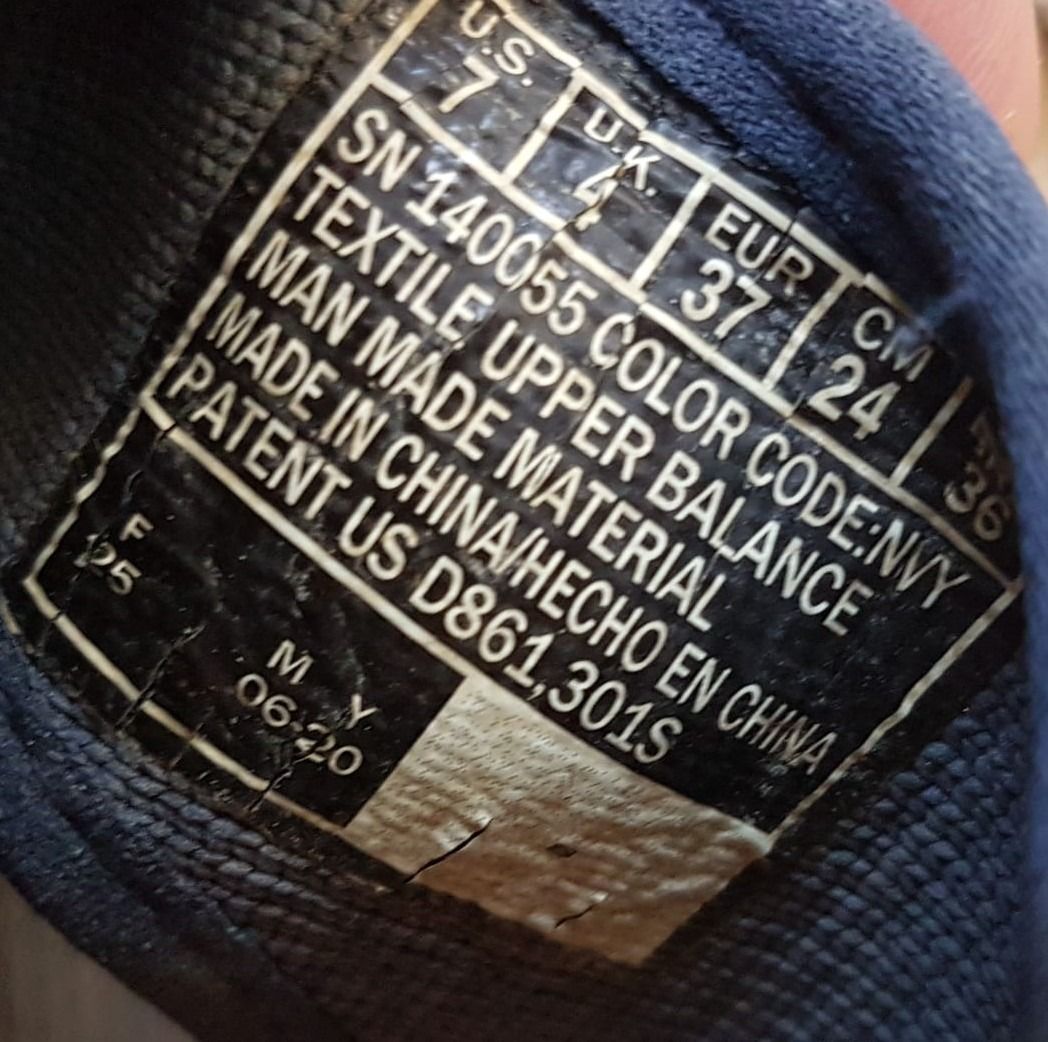 U.S. U.K. EUR CM
7 4 37 24 36
SN 140055 COLOR CODE:NVY
TEXTILE UPPER BALANCE
MAN MADE MATERIAL
MADE IN CHINA/HECHO EN CHINA
PATENT US D861,301S
F
25
M Y
06-20